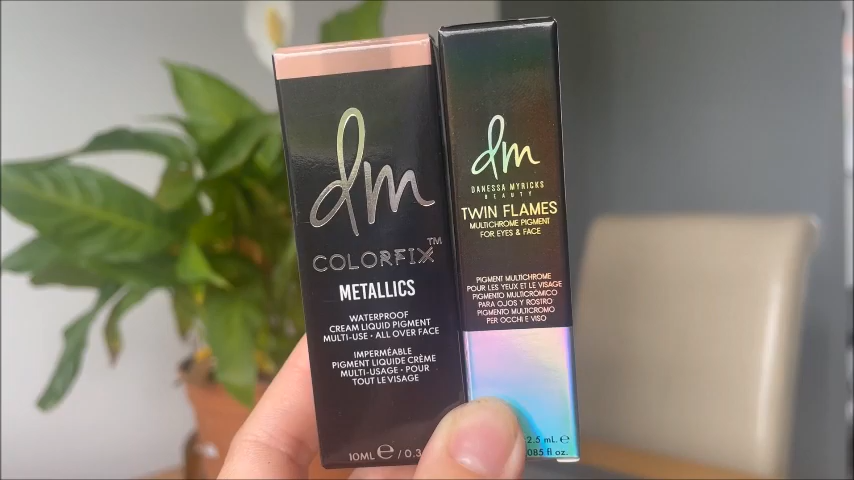 dm
COLORFIX™
METALLICS
WATERPROOF
CREAM LIQUID PIGMENT
MULTI-USE • ALL OVER FACE
IMPERMÉABLE
PIGMENT LIQUIDE CRÈME
MULTI-USAGE • POUR
TOUT LE VISAGE
10ML ℮ / 0.3
dm
DANESSA MYRICKS
BEAUTY
TWIN FLAMES
MULTICHROME PIGMENT
FOR EYES & FACE
PIGMENT MULTICHROME
POUR LES YEUX ET LE VISAGE
PIGMENTO MULTICRÓMICO
PARA OJOS Y ROSTRO
PIGMENTO MULTICROMO
PER OCCHI E VISO
2.5 mL ℮
085 fl oz.